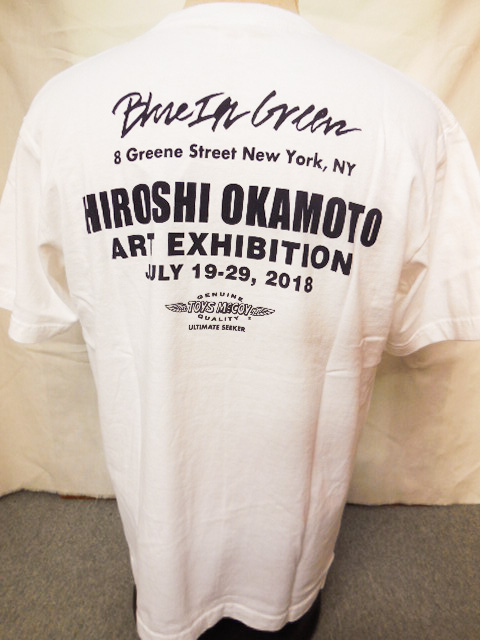 Blue In Green
8 Greene Street New York, NY
HIROSHI OKAMOTO
ART EXHIBITION
JULY 19-29, 2018
GENUINE
TOYS McCOY
QUALITY
ULTIMATE SEEKER